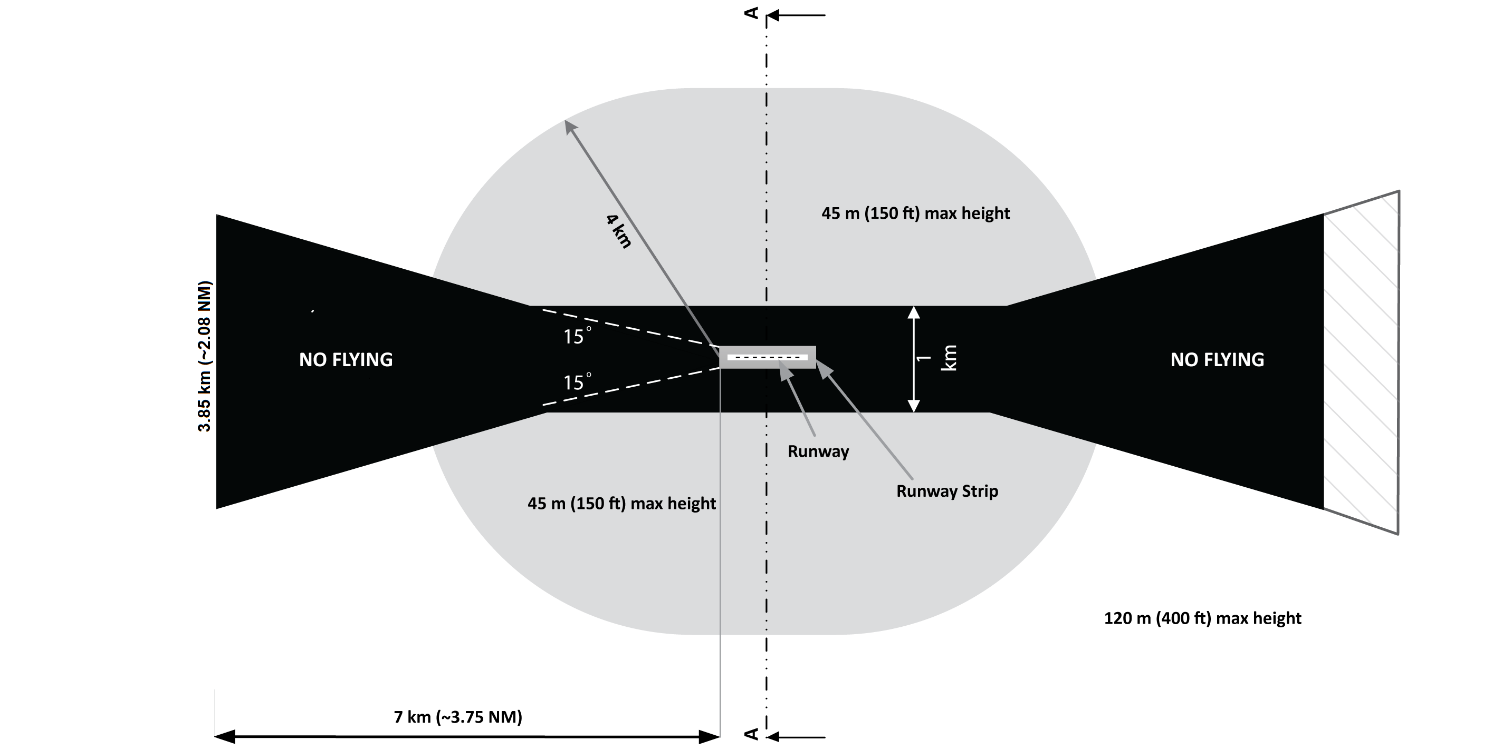 A
45 m (150 ft) max height
4 km
3.85 km (~2.08 NM)
15°
NO FLYING
1 km
NO FLYING
15°
Runway
Runway Strip
45 m (150 ft) max height
120 m (400 ft) max height
7 km (~3.75 NM)
A